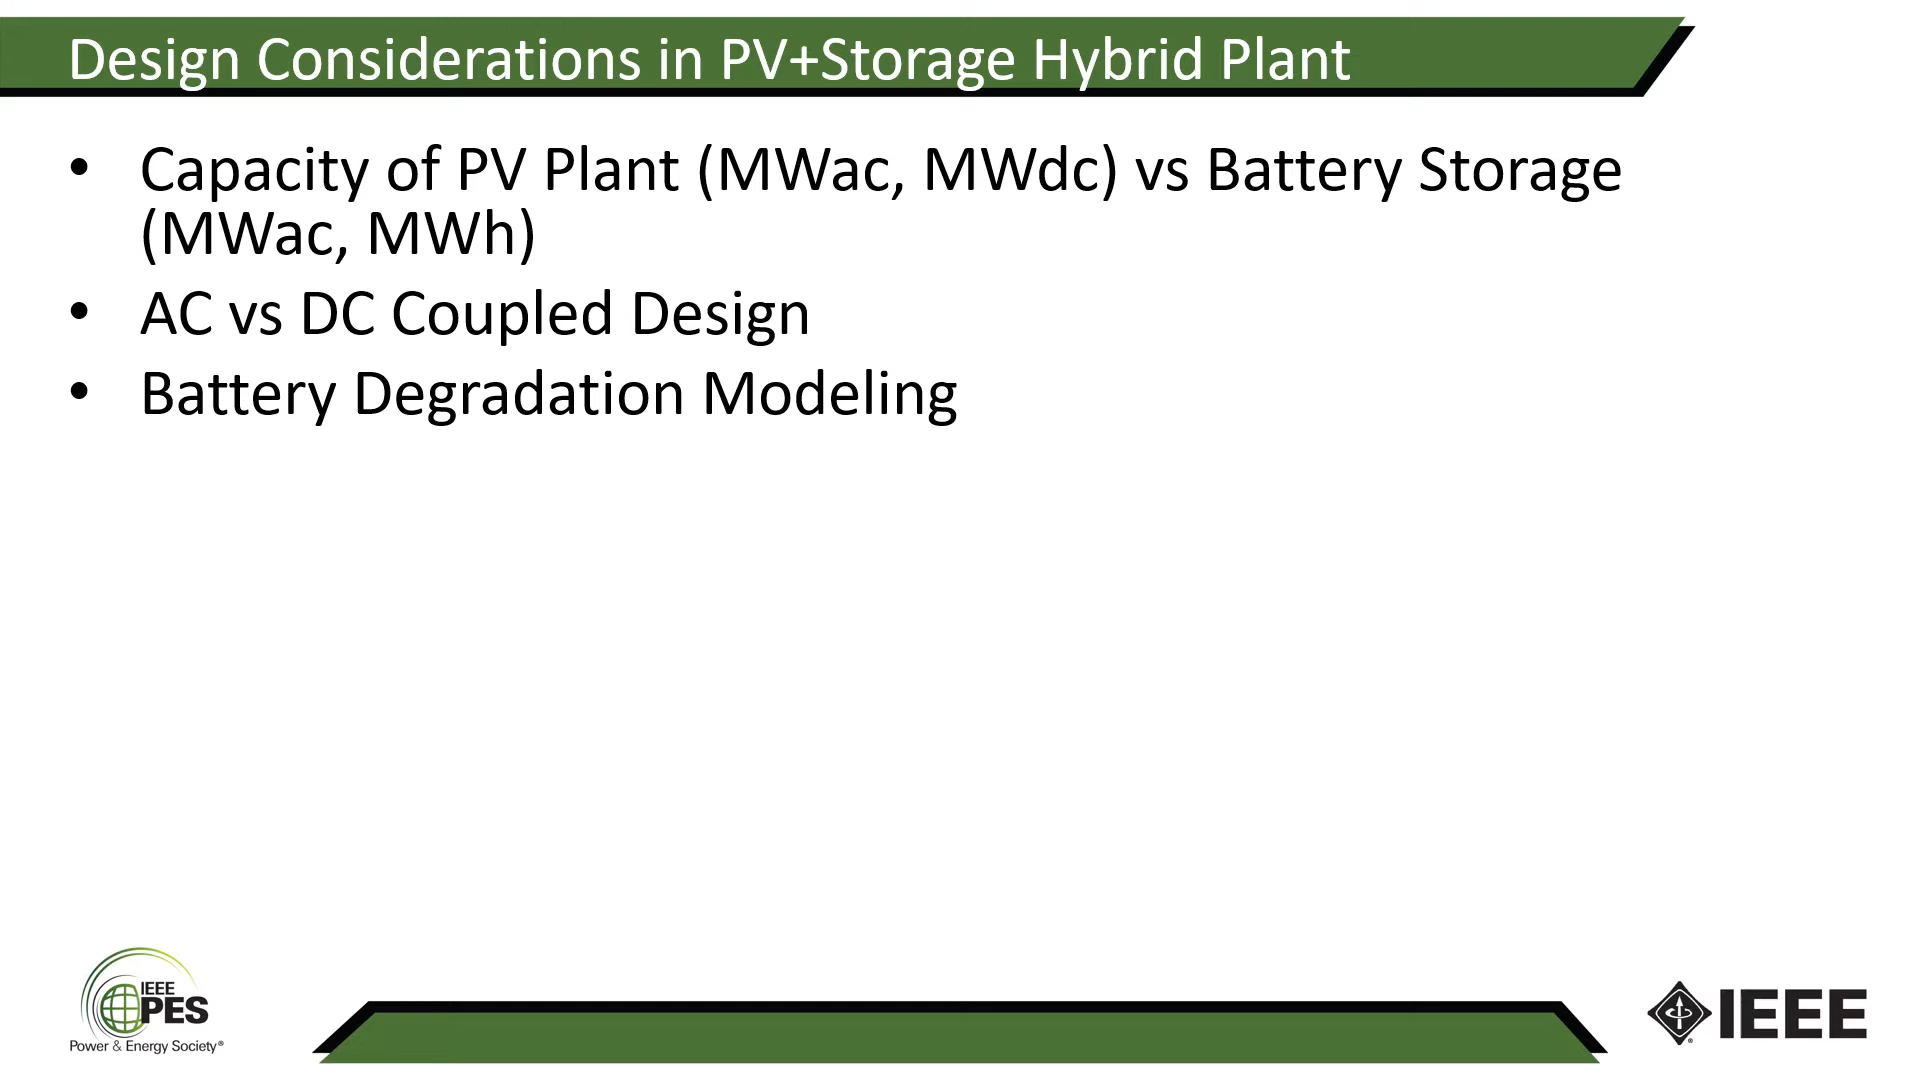 Design Considerations in PV+Storage Hybrid Plant
• Capacity of PV Plant (MWac, MWdc) vs Battery Storage
(MWac, MWh)
• AC vs DC Coupled Design
• Battery Degradation Modeling
IEEE
PES
Power & Energy Society®
IEEE